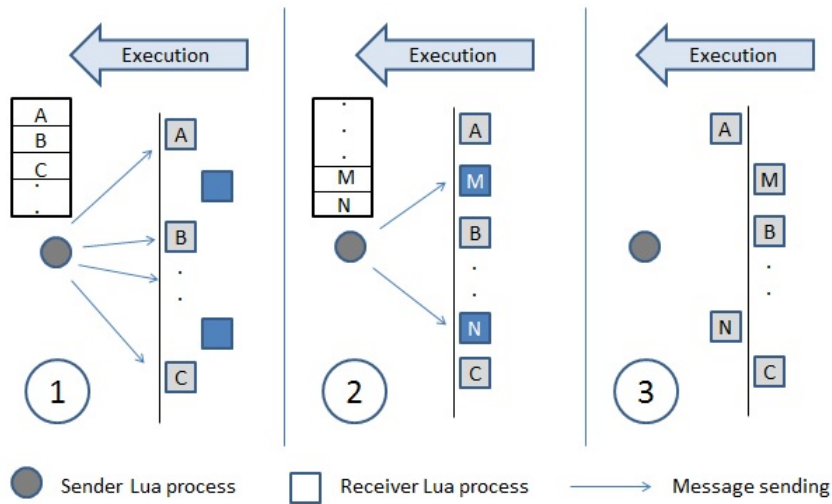 Execution
A
B
C
.
.
A
B
.
.
C
1
Execution
.
.
.
M
N
A
M
B
.
.
N
C
2
Execution
A
M
B
.
.
N
C
3
Sender Lua process
Receiver Lua process
Message sending